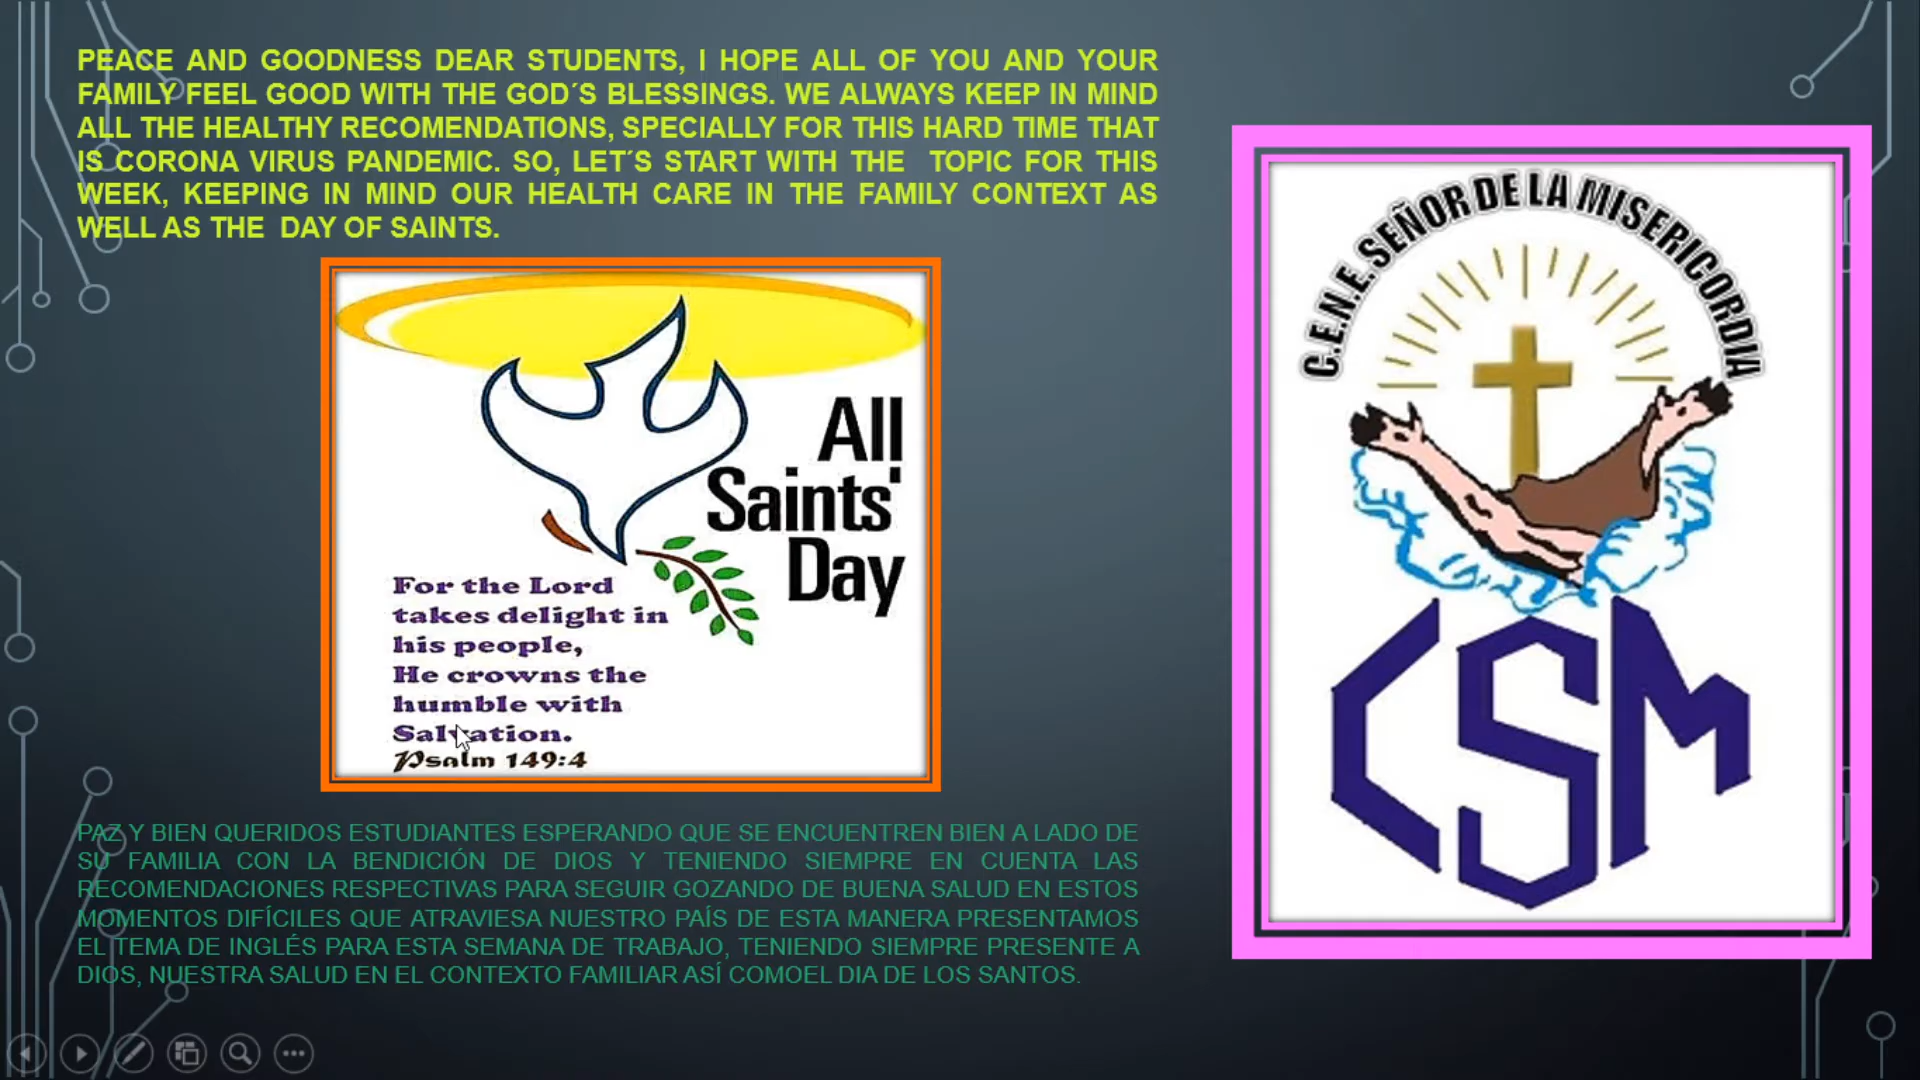 PEACE AND GOODNESS DEAR STUDENTS, I HOPE ALL OF YOU AND YOUR
FAMILY FEEL GOOD WITH THE GOD´S BLESSINGS. WE ALWAYS KEEP IN MIND
ALL THE HEALTHY RECOMENDATIONS, SPECIALLY FOR THIS HARD TIME THAT
IS CORONA VIRUS PANDEMIC. SO, LET´S START WITH THE TOPIC FOR THIS
WEEK, KEEPING IN MIND OUR HEALTH CARE IN THE FAMILY CONTEXT AS
WELL AS THE DAY OF SAINTS.
All
Saints'
Day
For the Lord
takes delight in
his people,
He crowns the
humble with
Salvation.
Psalm 149:4
PAZ Y BIEN QUERIDOS ESTUDIANTES ESPERANDO QUE SE ENCUENTREN BIEN A LADO DE
SU FAMILIA CON LA BENDICIÓN DE DIOS Y TENIENDO SIEMPRE EN CUENTA LAS
RECOMENDACIONES RESPECTIVAS PARA SEGUIR GOZANDO DE BUENA SALUD EN ESTOS
MOMENTOS DIFÍCILES QUE ATRAVIESA NUESTRO PAÍS DE ESTA MANERA PRESENTAMOS
EL TEMA DE INGLÉS PARA ESTA SEMANA DE TRABAJO, TENIENDO SIEMPRE PRESENTE A
DIOS, NUESTRA SALUD EN EL CONTEXTO FAMILIAR ASÍ COMOEL DIA DE LOS SANTOS.
C.E.N.E. SEÑOR DE LA MISERICORDIA
CSM